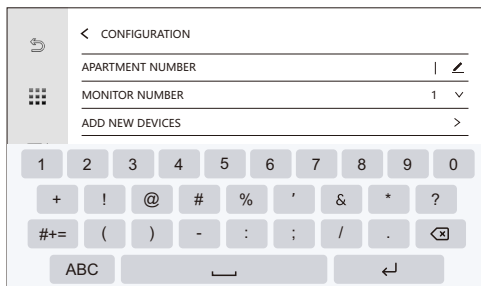 CONFIGURATION
APARTMENT NUMBER |
MONITOR NUMBER 1
ADD NEW DEVICES
1 2 3 4 5 6 7 8 9 0
+ ! @ # % ' & * ?
#+= ( ) - : ; / .
ABC